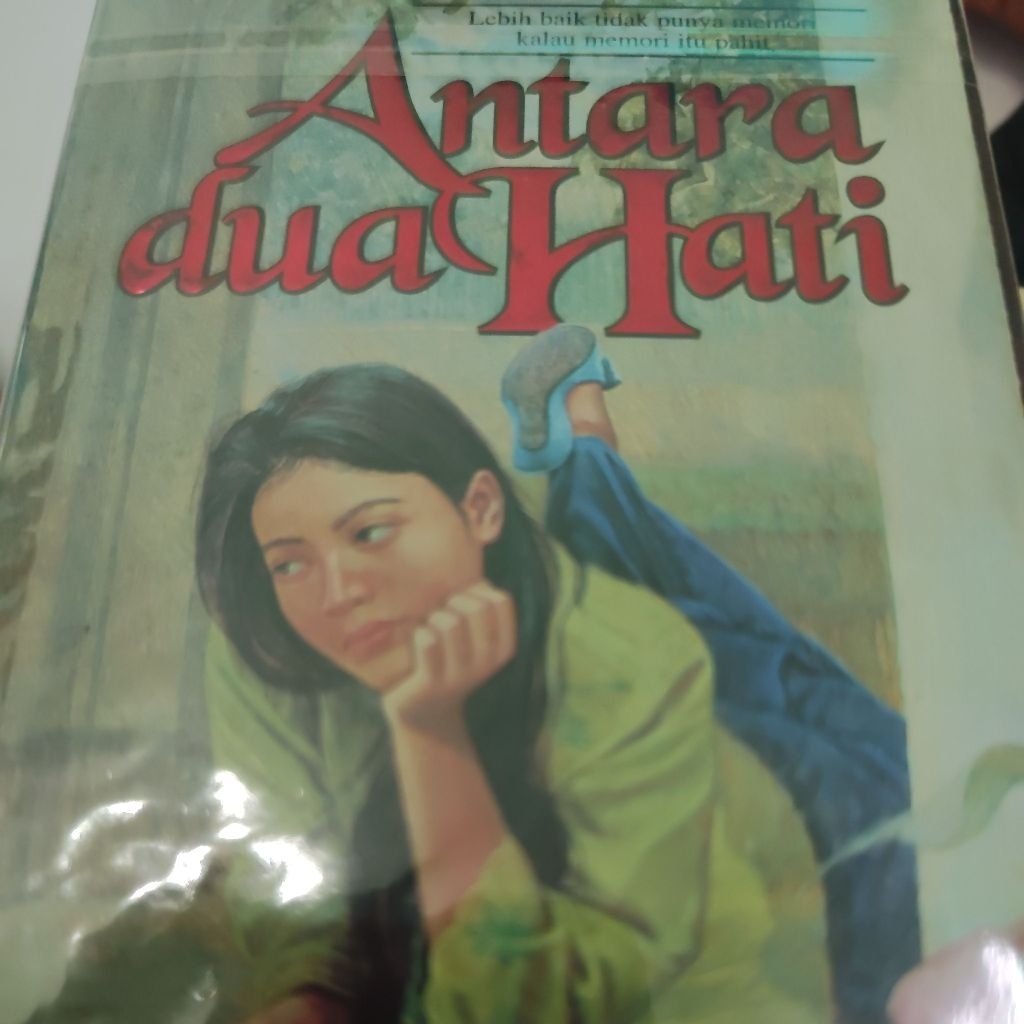 Lebih baik tidak punya memori
kalau memori itu pahit
Antara
dua Hati